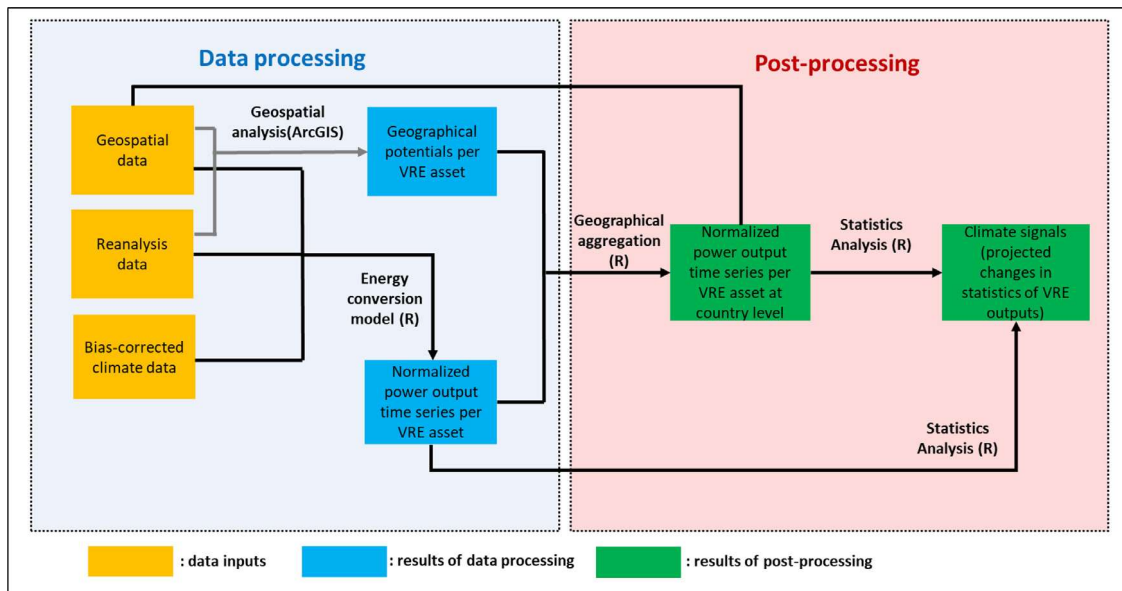 Data processing
Post-processing
Geospatial
data
Geospatial
analysis(ArcGIS)
Geographical
potentials per
VRE asset
Reanalysis
data
Energy
conversion
model (R)
Bias-corrected
climate data
Normalized
power output
time series per
VRE asset
Geographical
aggregation
(R)
Normalized
power output
time series per
VRE asset at
country level
Statistics
Analysis (R)
Climate signals
(projected
changes in
statistics of VRE
outputs)
Statistics
Analysis (R)
: data inputs
: results of data processing
: results of post-processing